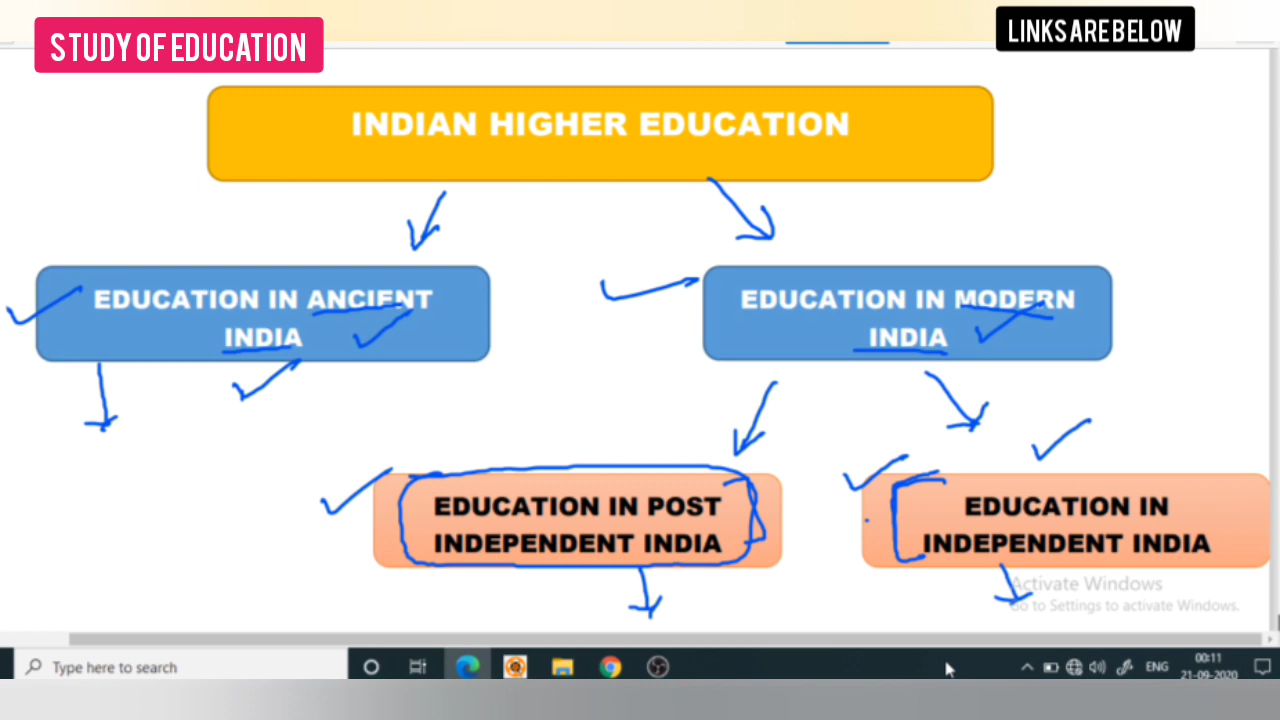 STUDY OF EDUCATION
LINKS ARE BELOW
INDIAN HIGHER EDUCATION
EDUCATION IN ANCIENT
INDIA
EDUCATION IN MODERN
INDIA
EDUCATION IN POST
INDEPENDENT INDIA
EDUCATION IN
INDEPENDENT INDIA
Activate Windows
Go to Settings to activate Windows.
Type here to search
ENG
00:11
21-09-2020